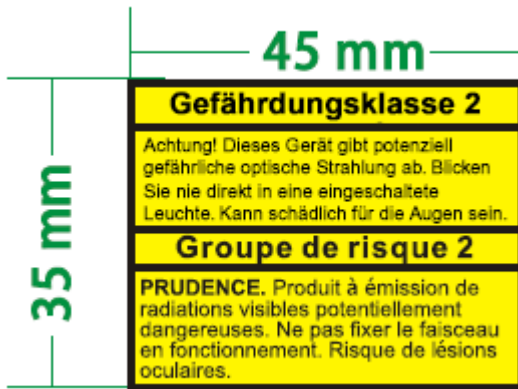 45 mm
35 mm
Gefährdungsklasse 2
Achtung! Dieses Gerät gibt potenziell
gefährliche optische Strahlung ab. Blicken
Sie nie direkt in eine eingeschaltete
Leuchte. Kann schädlich für die Augen sein.
Groupe de risque 2
PRUDENCE. Produit à émission de
radiations visibles potentiellement
dangereuses. Ne pas fixer le faisceau
en fonctionnement. Risque de lésions
oculaires.